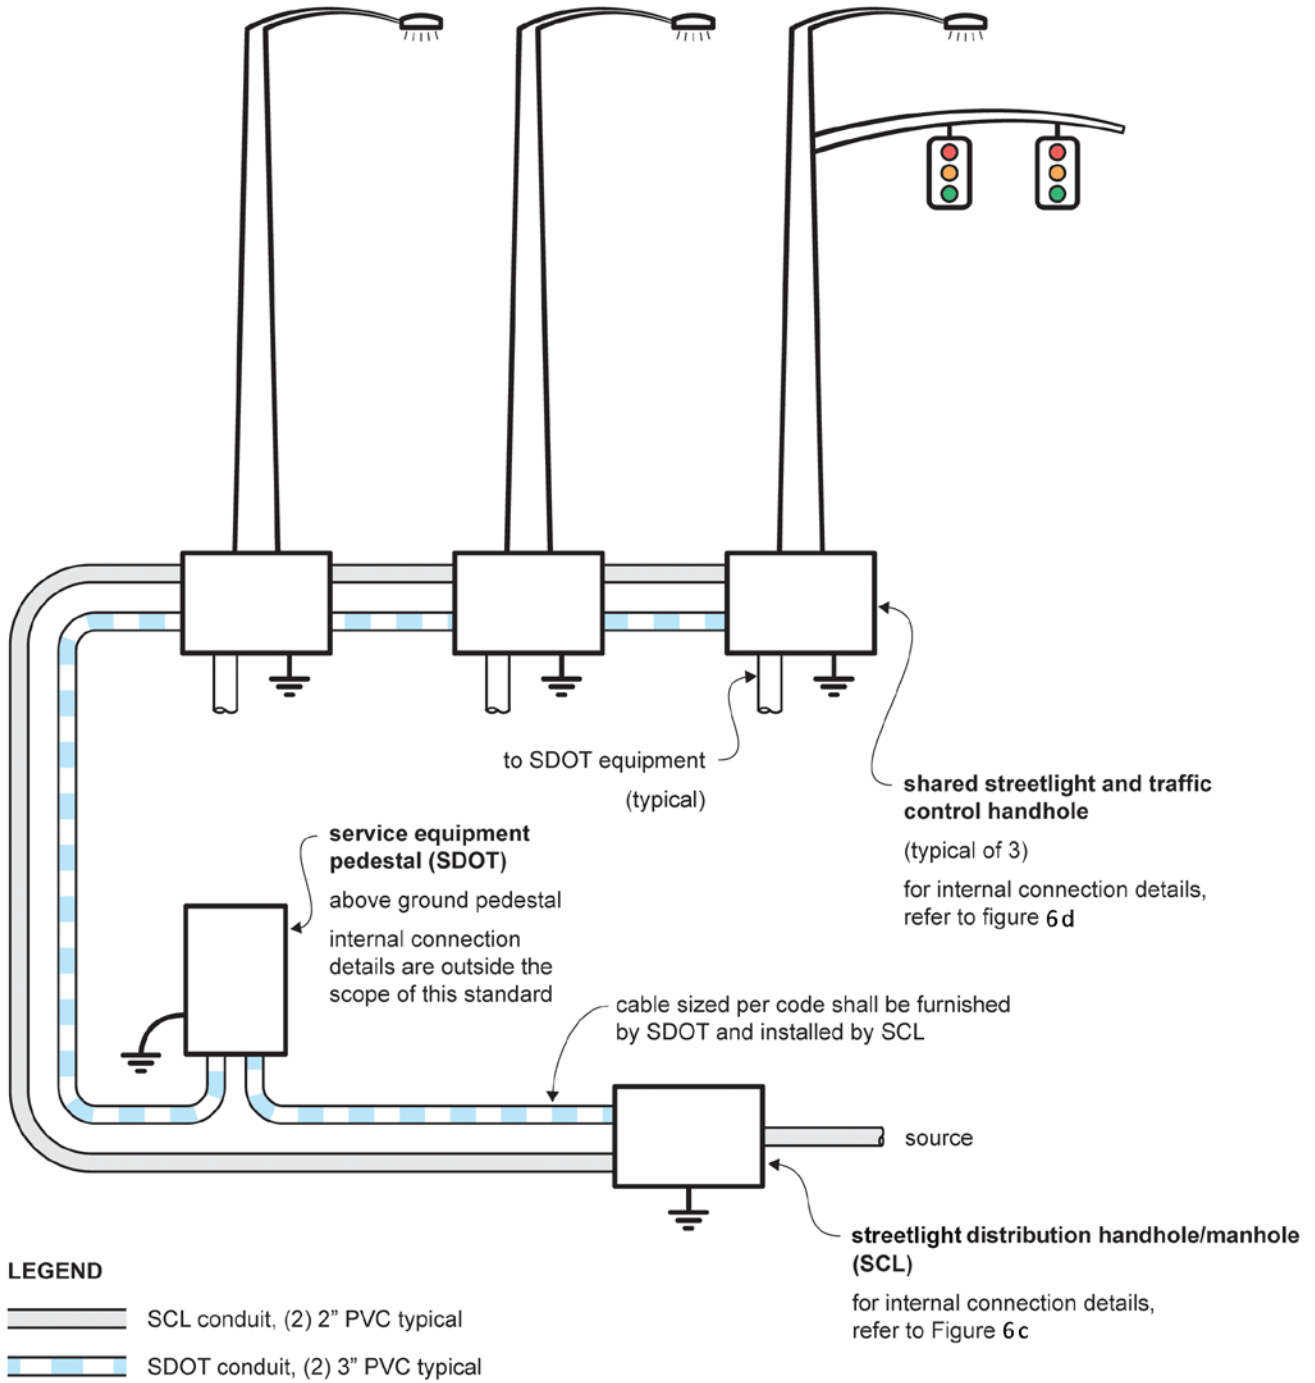 to SDOT equipment
(typical)
shared streetlight and traffic
control handhole
(typical of 3)
for internal connection details,
refer to figure 6d
service equipment
pedestal (SDOT)
above ground pedestal
internal connection
details are outside the
scope of this standard
cable sized per code shall be furnished
by SDOT and installed by SCL
source
streetlight distribution handhole/manhole
(SCL)
for internal connection details,
refer to Figure 6c
LEGEND
SCL conduit, (2) 2” PVC typical
SDOT conduit, (2) 3” PVC typical